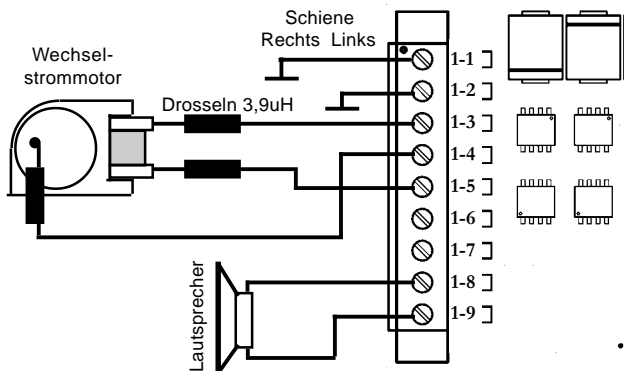 Schiene
Rechts Links
Wechsel-
strommotor
Drosseln 3,9uH
Lautsprecher
1-1
1-2
1-3
1-4
1-5
1-6
1-7
1-8
1-9